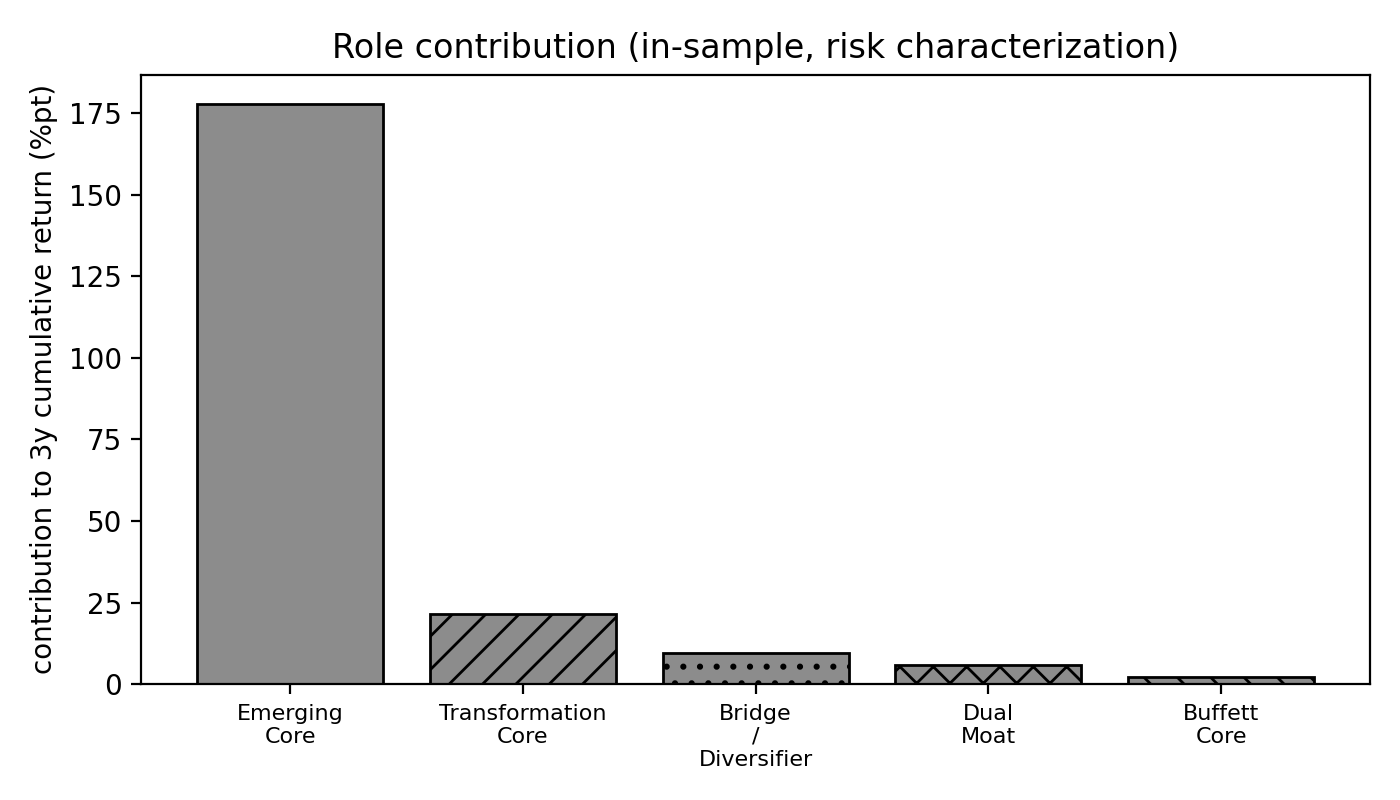 Role contribution (in-sample, risk characterization)
contribution to 3y cumulative return (%pt)
175
150
125
100
75
50
25
0
Emerging
Core
Transformation
Core
Bridge
/
Diversifier
Dual
Moat
Buffett
Core